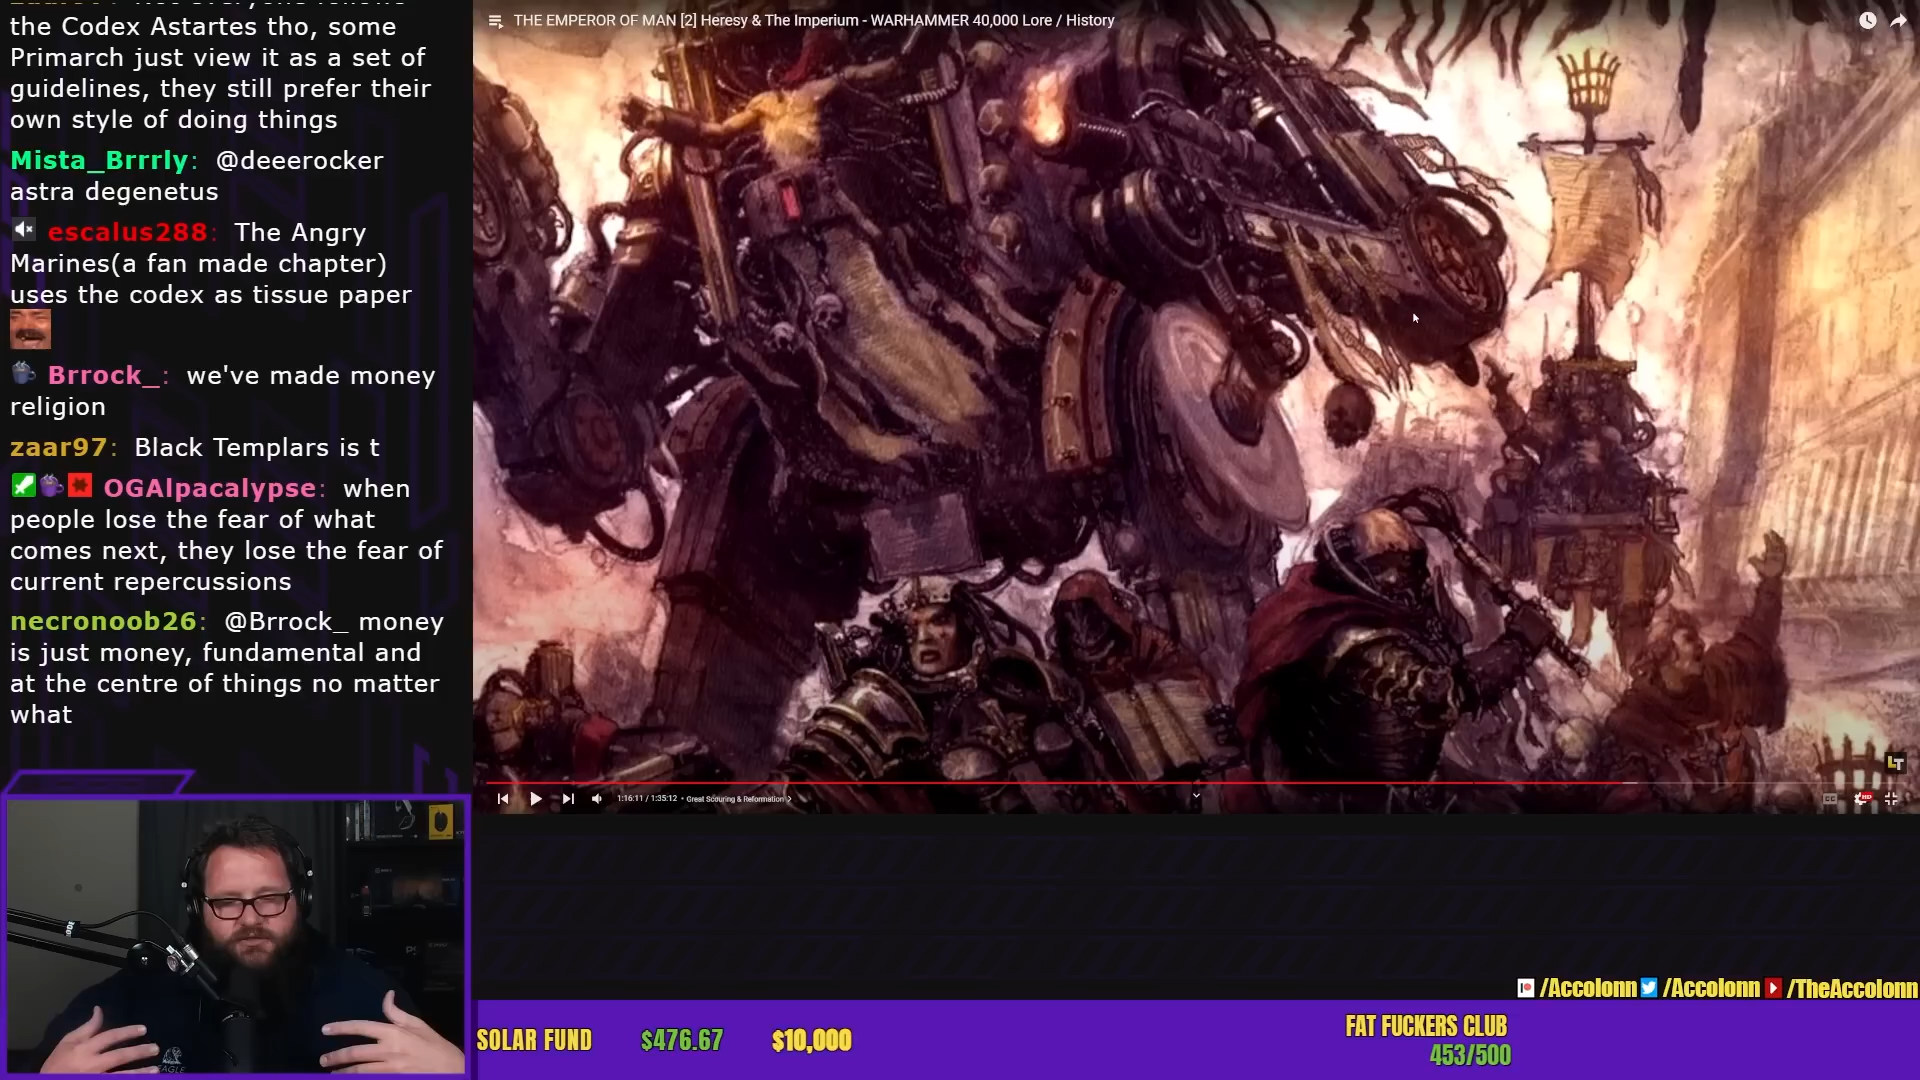 the Codex Astartes tho, some
Primarch just view it as a set of
guidelines, they still prefer their
own style of doing things
Mista_Brrrly: @deeerocker
astra degenetus
escalus288: The Angry
Marines(a fan made chapter)
uses the codex as tissue paper
Brrock_: we've made money
religion
zaar97: Black Templars is t
OGAlpacalypse: when
people lose the fear of what
comes next, they lose the fear of
current repercussions
necronoob26: @Brrock_ money
is just money, fundamental and
at the centre of things no matter
what
THE EMPEROR OF MAN [2] Heresy & The Imperium - WARHAMMER 40,000 Lore / History
LT
1:16:11 / 1:35:12 • Great Scouring & Reformation >
CC
HD
/Accolonn /Accolonn /TheAccolonn
SOLAR FUND $476.67 $10,000
FAT FUCKERS CLUB
453/500